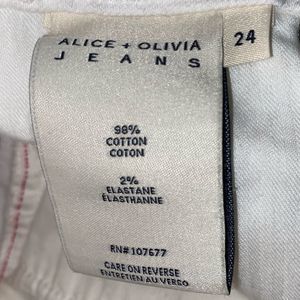 ALICE + OLIVIA
JEANS
24
98%
COTTON
COTON
2%
ELASTANE
ÉLASTHANNE
RN# 107677
CARE ON REVERSE
ENTRETIEN AU VERSO